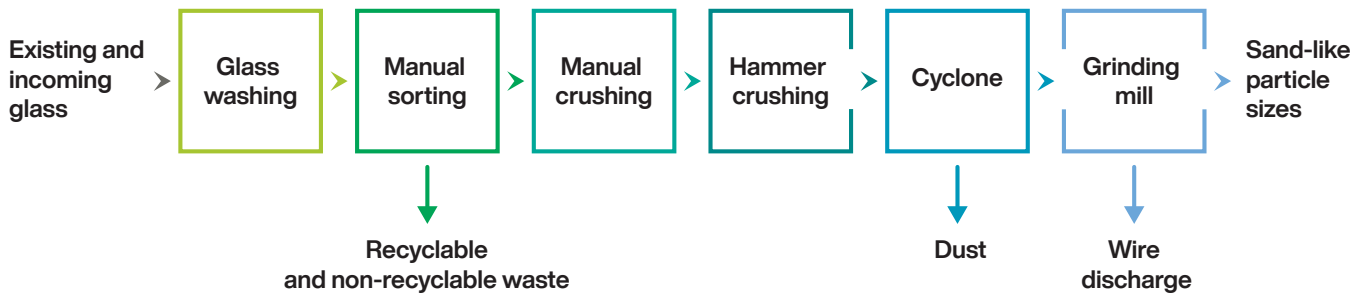 Existing and
incoming
glass
Glass
washing
Manual
sorting
Manual
crushing
Hammer
crushing
Cyclone
Grinding
mill
Sand-like
particle
sizes
Recyclable
and non-recyclable waste
Dust
Wire
discharge